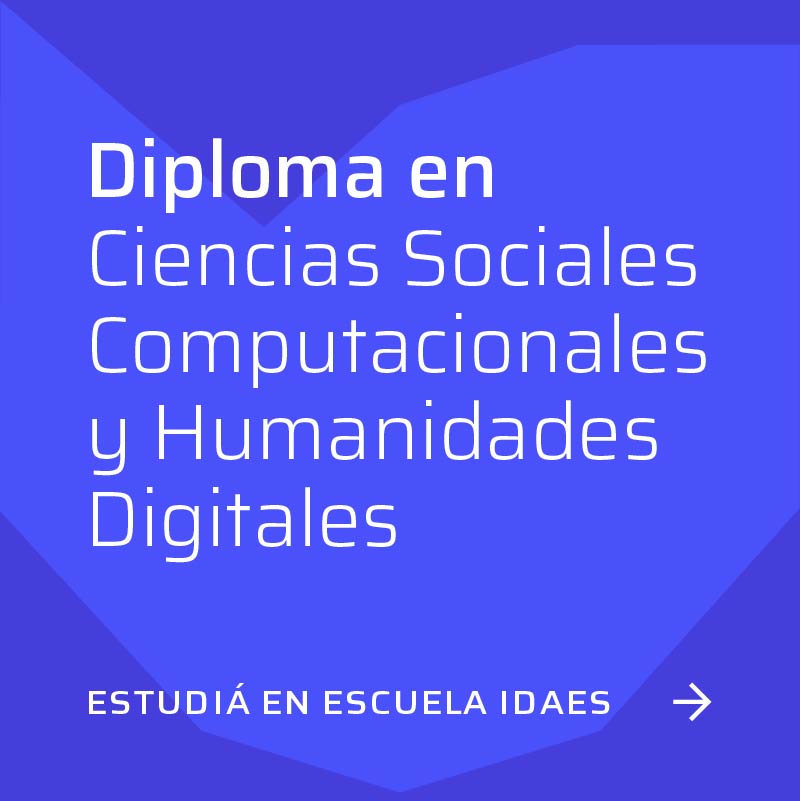 Diploma en
Ciencias Sociales
Computacionales
y Humanidades
Digitales
ESTUDIÁ EN ESCUELA IDAES